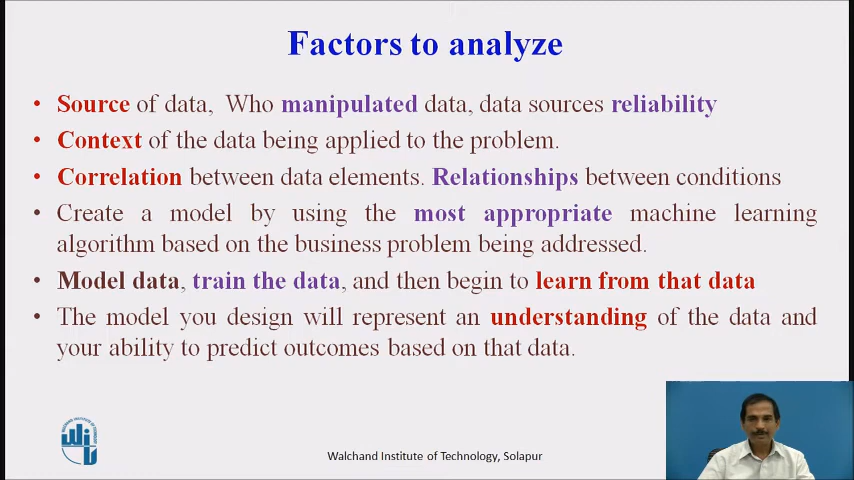 Factors to analyze
• Source of data, Who manipulated data, data sources reliability
• Context of the data being applied to the problem.
• Correlation between data elements. Relationships between conditions
• Create a model by using the most appropriate machine learning
algorithm based on the business problem being addressed.
• Model data, train the data, and then begin to learn from that data
• The model you design will represent an understanding of the data and
your ability to predict outcomes based on that data.
Walchand Institute of Technology, Solapur